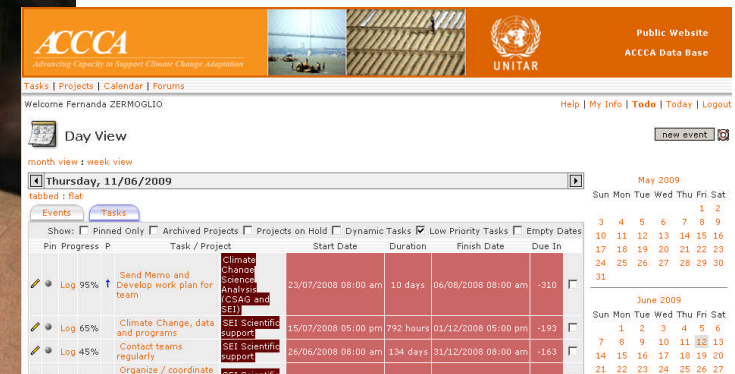 ACCCA
Advancing Capacity to Support Climate Change Adaptation
UNITAR
Public Website
ACCCA Data Base
Tasks | Projects | Calendar | Forums
Welcome Fernanda ZERMOGLIO
Help | My Info | Todo | Today | Logout
Day View
new event
month view : week view
Thursday, 11/06/2009
tabbed : flat
Events Tasks
Show: Pinned Only Archived Projects Projects on Hold Dynamic Tasks Low Priority Tasks Empty Dates
Pin Progress P Task / Project Start Date Duration Finish Date Due In
Log 95% Send Memo and Develop work plan for team Climate Change Science Analysis (CSAG and SEI) 23/07/2008 08:00 am 10 days 06/08/2008 08:00 am -310
Log 65% Climate Change, data and programs SEI Scientific support 15/07/2008 05:00 pm 792 hours 01/12/2008 05:00 pm -193
Log 45% Contact teams regularly SEI Scientific support 26/06/2008 08:00 am 134 days 31/12/2008 08:00 am -163
Organize / coordinate SEI Scientific
May 2009
Sun Mon Tue Wed Thu Fri Sat
1 2
3 4 5 6 7 8 9
10 11 12 13 14 15 16
17 18 19 20 21 22 23
24 25 26 27 28 29 30
31
June 2009
Sun Mon Tue Wed Thu Fri Sat
1 2 3 4 5 6
7 8 9 10 11 12 13
14 15 16 17 18 19 20
21 22 23 24 25 26 27